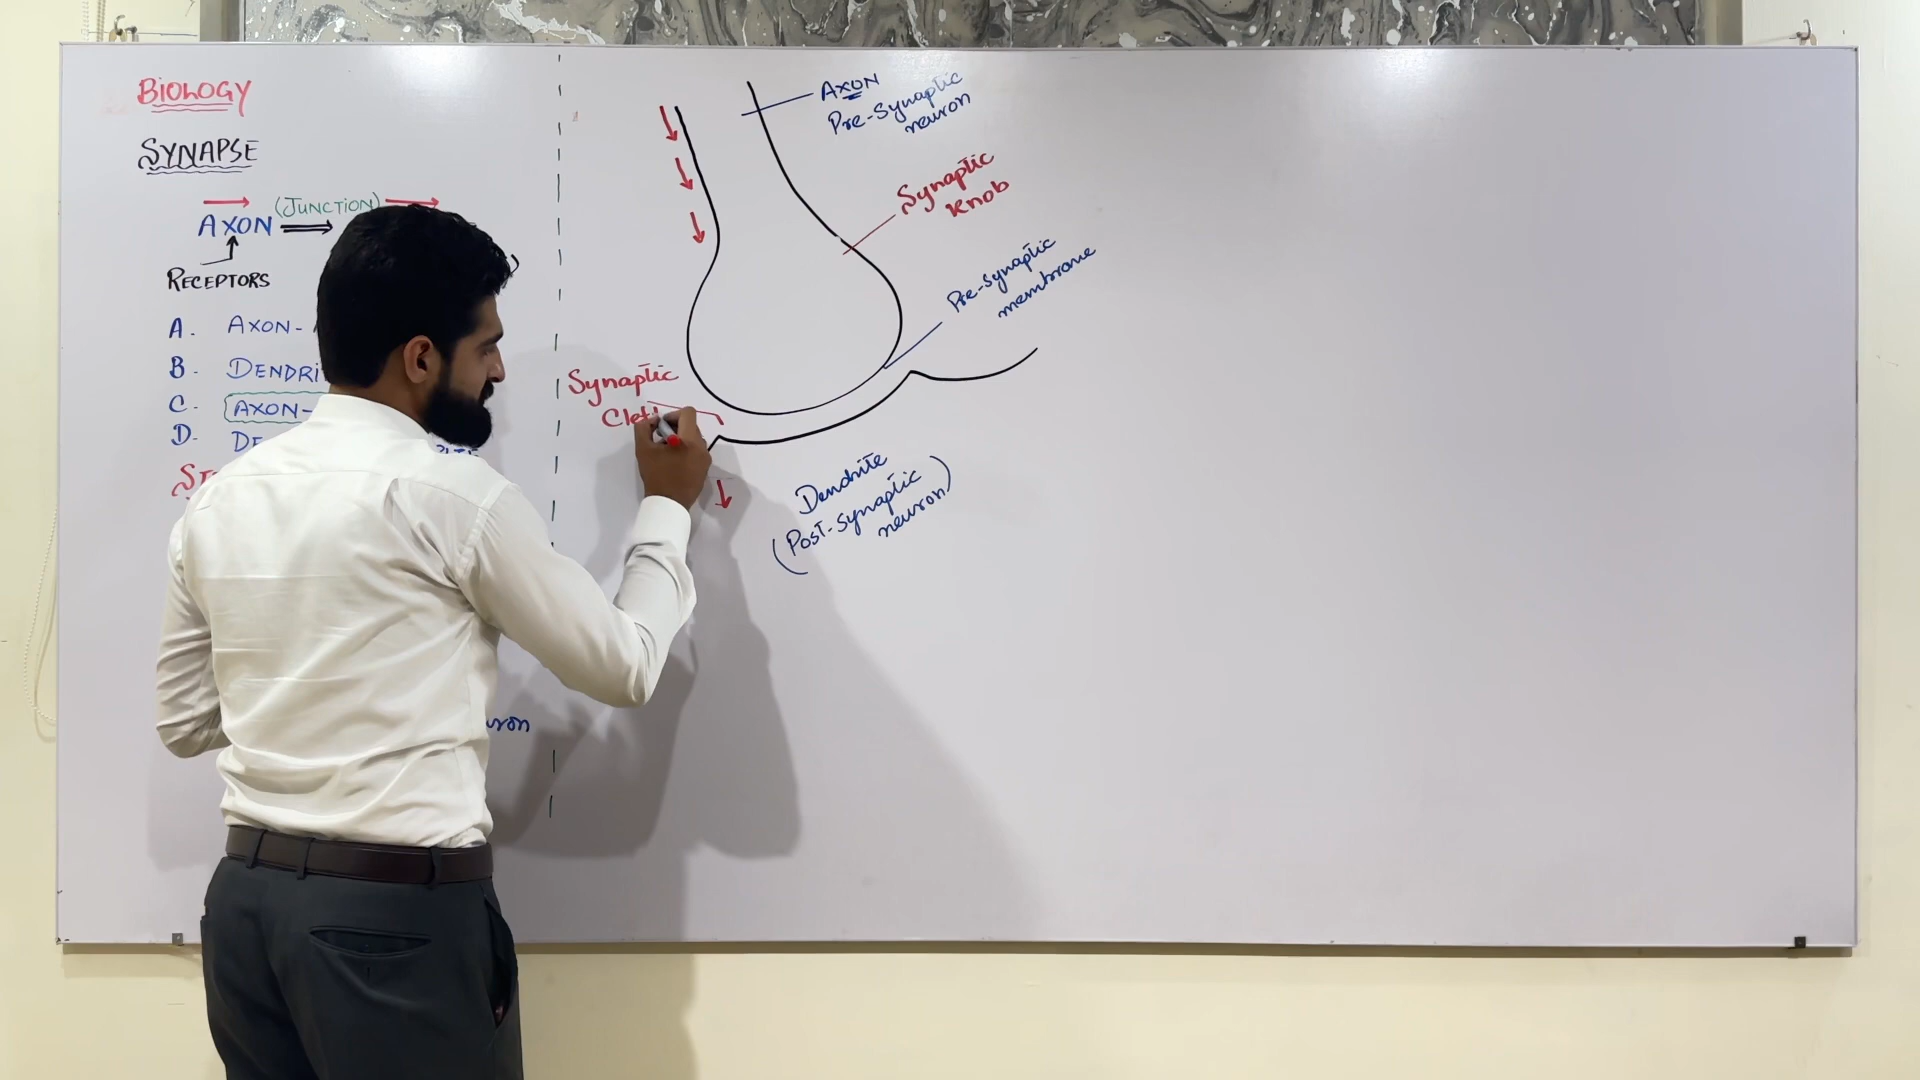 BIOLOGY
SYNAPSE
(JUNCTION)
AXON
RECEPTORS
A. AXON-
B. DENDRI
C. AXON-
D. DE
uron
AXON
Pre-Synaptic
neuron
Synaptic
Knob
Pre-Synaptic
membrane
Synaptic
Cleft
Dendrite
(Post-Synaptic
neuron)